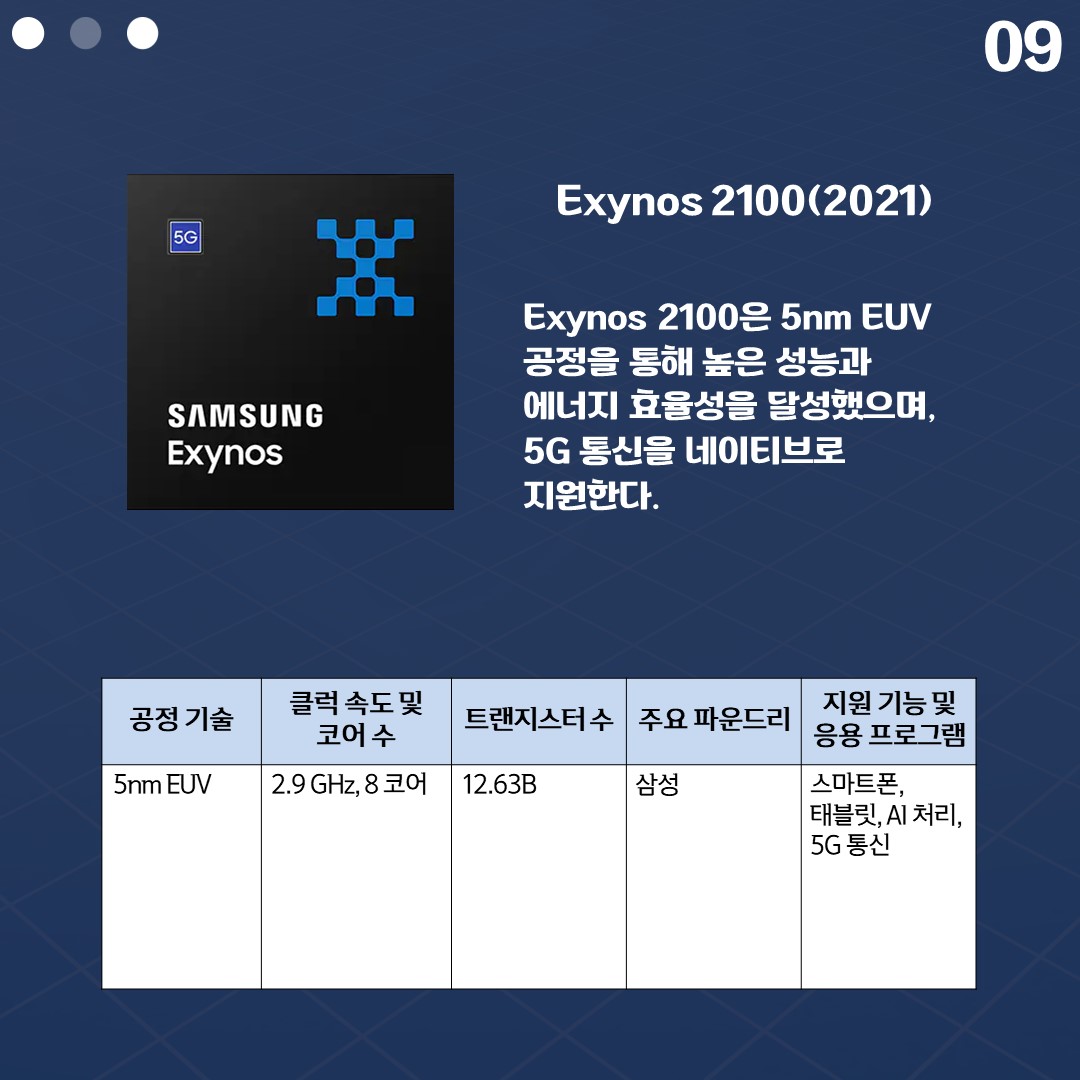 09
5G
SAMSUNG
Exynos
Exynos 2100(2021)
Exynos 2100은 5nm EUV
공정을 통해 높은 성능과
에너지 효율성을 달성했으며,
5G 통신을 네이티브로
지원한다.
공정 기술
클럭 속도 및
코어 수
트랜지스터 수
주요 파운드리
지원 기능 및
응용 프로그램
5nm EUV
2.9 GHz, 8 코어
12.63B
삼성
스마트폰,
태블릿, AI 처리,
5G 통신